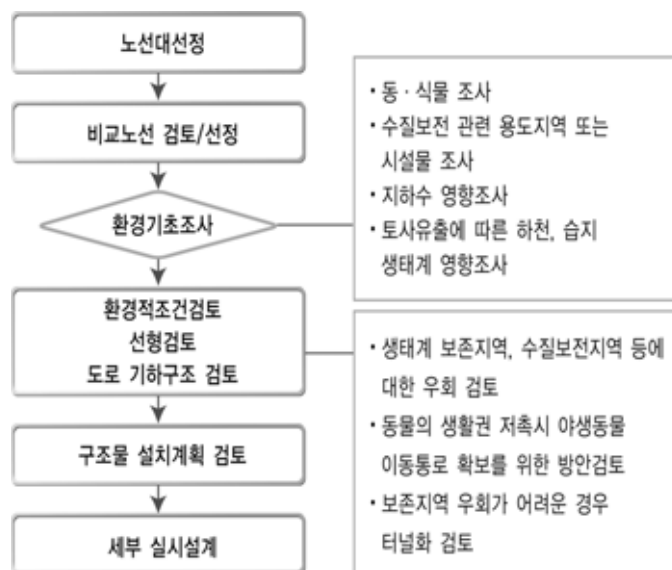 노선대선정
비교노선 검토/선정
환경기초조사
환경적조건검토
선형검토
도로 기하구조 검토
구조물 설치계획 검토
세부 실시설계
• 동 · 식물 조사
• 수질보전 관련 용도지역 또는
시설물 조사
• 지하수 영향조사
• 토사유출에 따른 하천, 습지
생태계 영향조사
• 생태계 보존지역, 수질보전지역 등에
대한 우회 검토
• 동물의 생활권 저촉시 야생동물
이동통로 확보를 위한 방안검토
• 보존지역 우회가 어려운 경우
터널화 검토